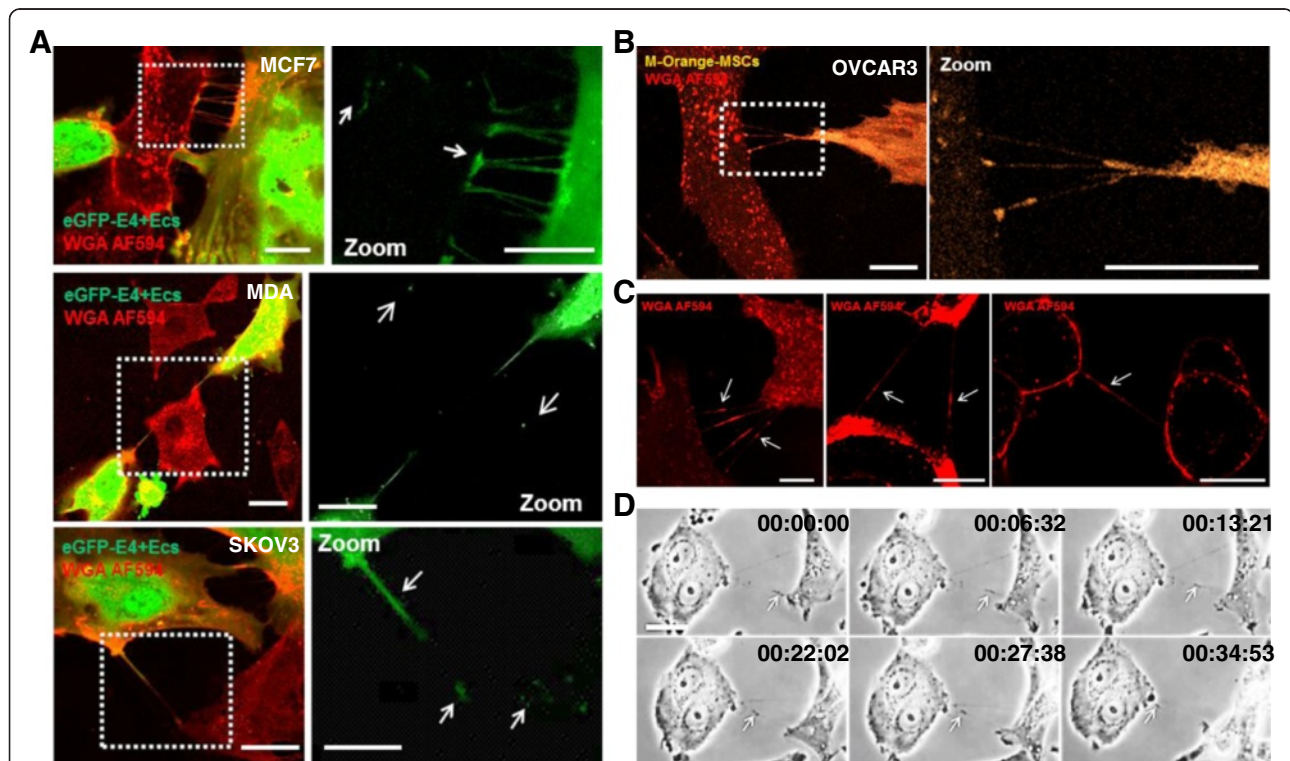 A
MCF7
eGFP-E4+Ecs
WGA AF594
Zoom
eGFP-E4+Ecs
WGA AF594
MDA
Zoom
eGFP-E4+Ecs
WGA AF594
SKOV3
Zoom
B
M-Orange-MSCs
WGA AF594
OVCAR3
Zoom
C
WGA AF594
WGA AF594
WGA AF594
D
00:00:00
00:06:32
00:13:21
00:22:02
00:27:38
00:34:53